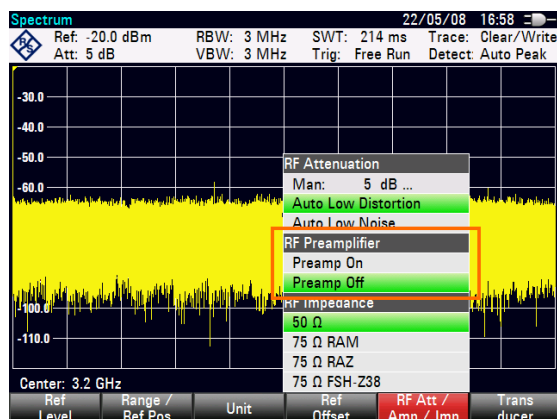 Spectrum 22/05/08 16:58
Ref: -20.0 dBm RBW: 3 MHz SWT: 214 ms Trace: Clear/Write
Att: 5 dB VBW: 3 MHz Trig: Free Run Detect: Auto Peak
-30.0
-40.0
-50.0
-60.0
-100.0
-110.0
RF Attenuation
Man: 5 dB ...
Auto Low Distortion
Auto Low Noise
RF Preamplifier
Preamp On
Preamp Off
RF Impedance
50 Ω
75 Ω RAM
75 Ω RAZ
75 Ω FSH-Z38
Center: 3.2 GHz
Ref Level
Range / Ref Pos
Unit
Ref Offset
RF Att / Amp / Imp
Trans ducer